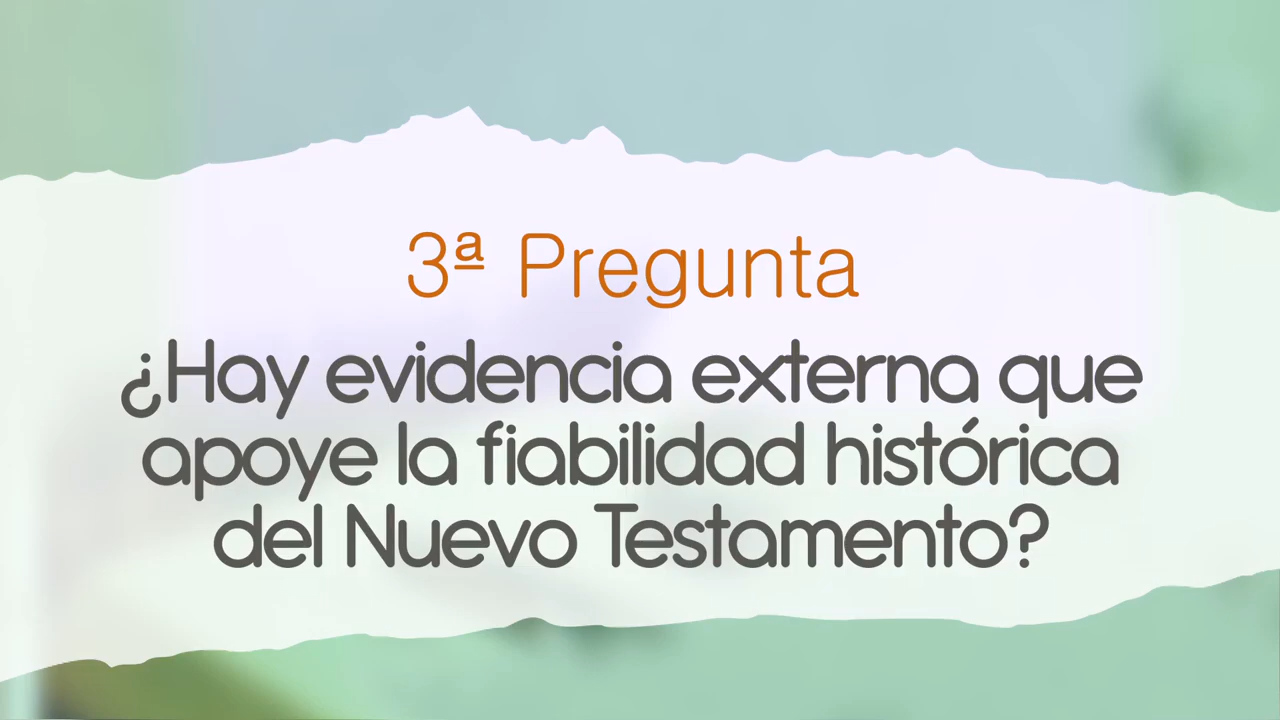 3ª Pregunta
¿Hay evidencia externa que
apoye la fiabilidad histórica
del Nuevo Testamento?